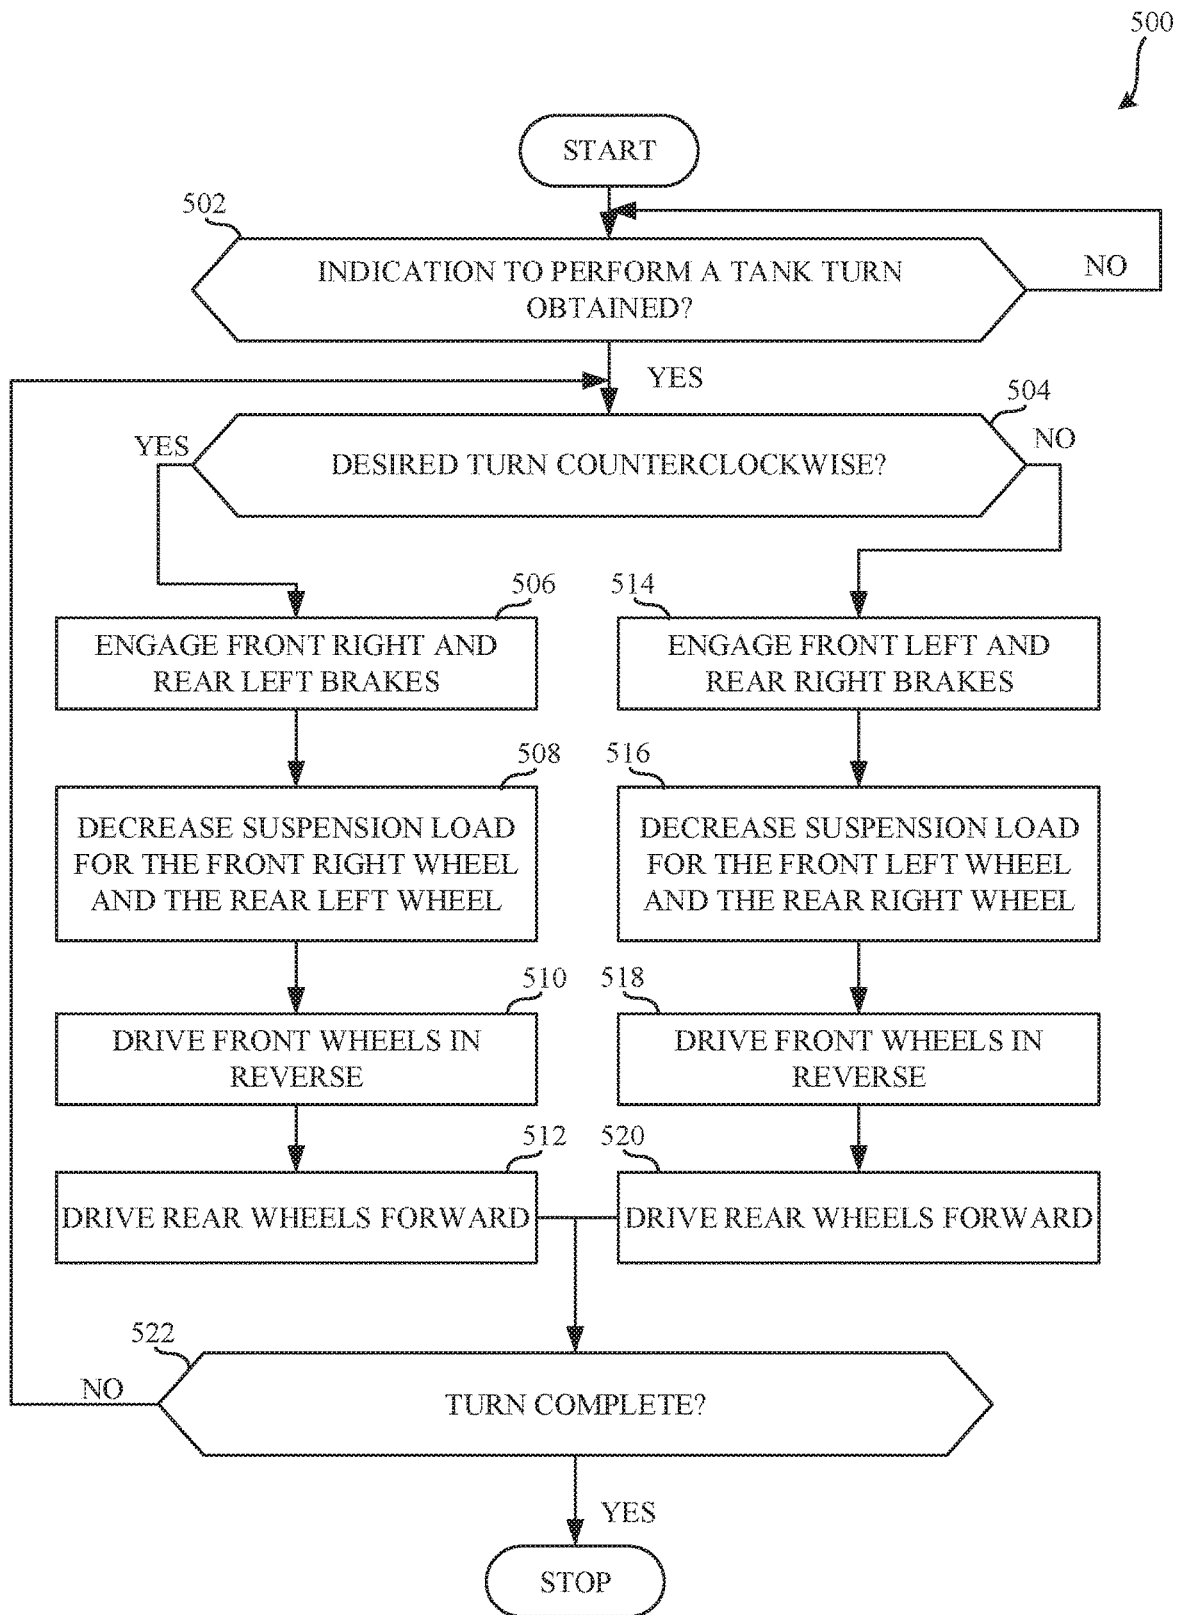 500
START
502
INDICATION TO PERFORM A TANK TURN
OBTAINED?
NO
YES
504
YES
DESIRED TURN COUNTERCLOCKWISE?
NO
506
ENGAGE FRONT RIGHT AND
REAR LEFT BRAKES
514
ENGAGE FRONT LEFT AND
REAR RIGHT BRAKES
508
DECREASE SUSPENSION LOAD
FOR THE FRONT RIGHT WHEEL
AND THE REAR LEFT WHEEL
516
DECREASE SUSPENSION LOAD
FOR THE FRONT LEFT WHEEL
AND THE REAR RIGHT WHEEL
510
DRIVE FRONT WHEELS IN
REVERSE
518
DRIVE FRONT WHEELS IN
REVERSE
512
DRIVE REAR WHEELS FORWARD
520
DRIVE REAR WHEELS FORWARD
522
NO
TURN COMPLETE?
YES
STOP